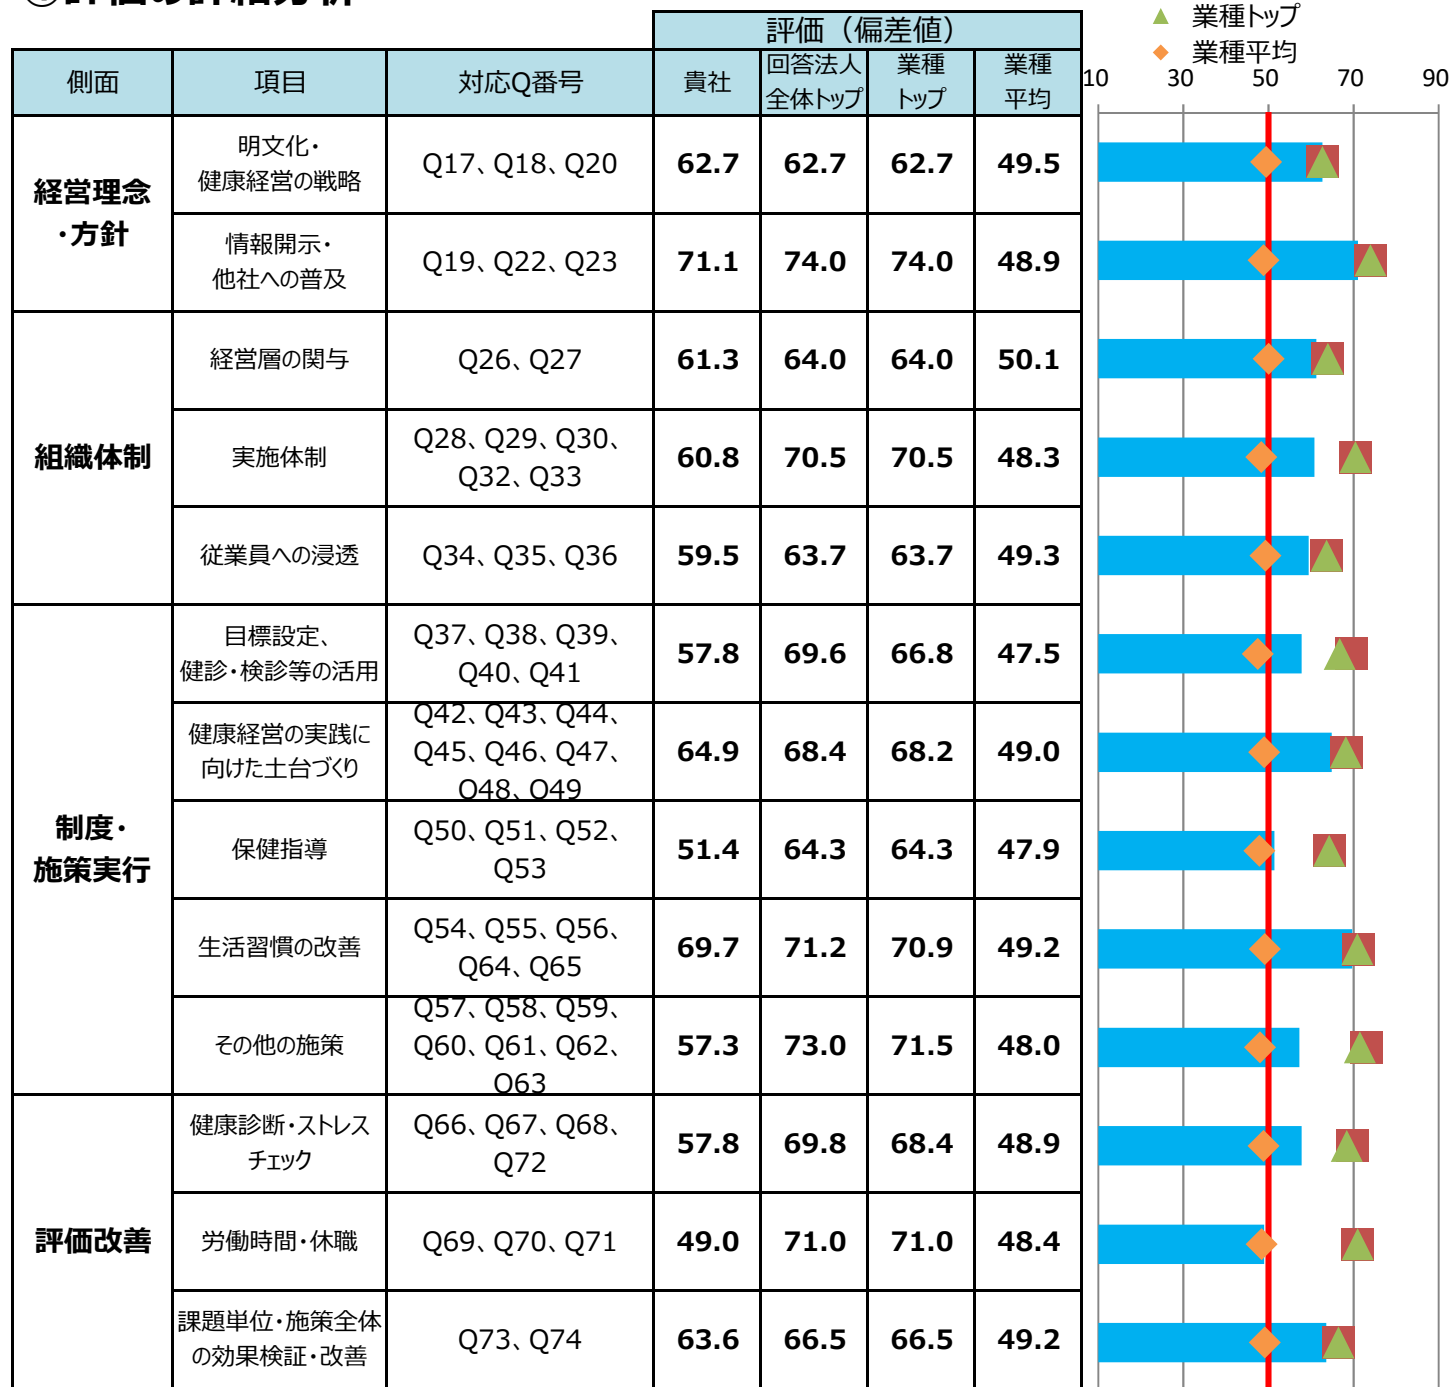 ①評価の詳細分析
評価（偏差値）
▲ 業種トップ
◆ 業種平均
側面 項目 対応Q番号 貴社 回答法人 業種 業種
全体トップ トップ 平均
10 30 50 70 90
経営理念
・方針
明文化・
健康経営の戦略
Q17、Q18、Q20 62.7 62.7 62.7 49.5
情報開示・
他社への普及
Q19、Q22、Q23 71.1 74.0 74.0 48.9
組織体制
経営層の関与 Q26、Q27 61.3 64.0 64.0 50.1
実施体制
Q28、Q29、Q30、
Q32、Q33
60.8 70.5 70.5 48.3
従業員への浸透 Q34、Q35、Q36 59.5 63.7 63.7 49.3
制度・
施策実行
目標設定、
健診・検診等の活用
Q37、Q38、Q39、
Q40、Q41
57.8 69.6 66.8 47.5
健康経営の実践に
向けた土台づくり
Q42、Q43、Q44、
Q45、Q46、Q47、
Q48、Q49
64.9 68.4 68.2 49.0
保健指導
Q50、Q51、Q52、
Q53
51.4 64.3 64.3 47.9
生活習慣の改善
Q54、Q55、Q56、
Q64、Q65
69.7 71.2 70.9 49.2
その他の施策
Q57、Q58、Q59、
Q60、Q61、Q62、
Q63
57.3 73.0 71.5 48.0
評価改善
健康診断・ストレス
チェック
Q66、Q67、Q68、
Q72
57.8 69.8 68.4 48.9
労働時間・休職 Q69、Q70、Q71 49.0 71.0 71.0 48.4
課題単位・施策全体
の効果検証・改善
Q73、Q74 63.6 66.5 66.5 49.2